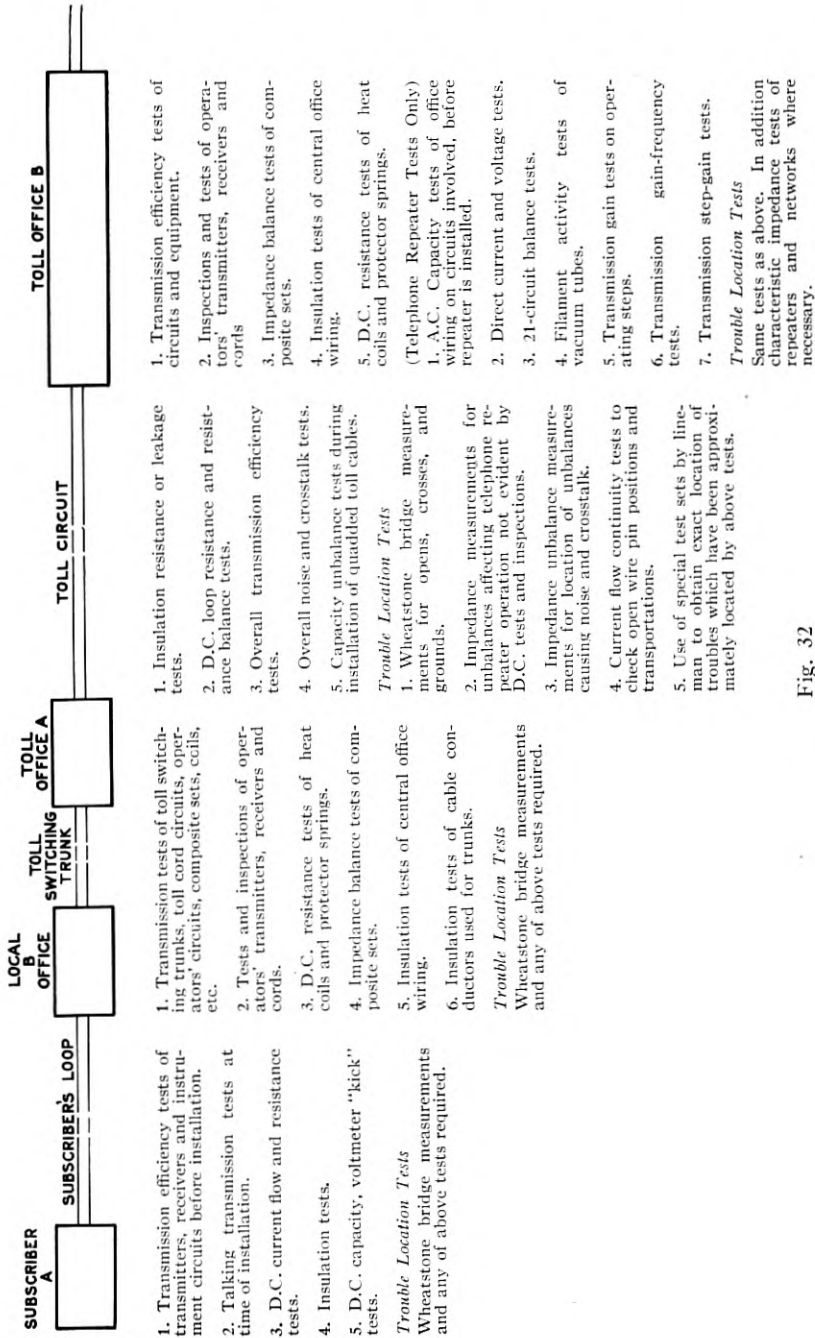 SUBSCRIBER
A
SUBSCRIBER'S LOOP
LOCAL
B
OFFICE
TOLL
SWITCHING
TRUNK
TOLL
OFFICE A
TOLL CIRCUIT
TOLL OFFICE B
1. Transmission efficiency tests of
transmitters, receivers and instru-
ment circuits before installation.
2. Talking transmission tests at
time of installation.
3. D.C. current flow and resistance
tests.
4. Insulation tests.
5. D.C. capacity, voltmeter "kick"
tests.
Trouble Location Tests
Wheatstone bridge measurements
and any of above tests required.
1. Transmission tests of toll switch-
ing trunks, toll cord circuits, oper-
ators' circuits, composite sets, coils,
etc.
2. Tests and inspections of oper-
ators' transmitters, receivers and
cords.
3. D.C. resistance tests of heat
coils and protector springs.
4. Impedance balance tests of com-
posite sets.
5. Insulation tests of central office
wiring.
6. Insulation tests of cable con-
ductors used for trunks.
Trouble Location Tests
Wheatstone bridge measurements
and any of above tests required.
1. Insulation resistance or leakage
tests.
2. D.C. loop resistance and resist-
ance balance tests.
3. Overall transmission efficiency
tests.
4. Overall noise and crosstalk tests.
5. Capacity unbalance tests during
installation of quadded toll cables.
Trouble Location Tests
1. Wheatstone bridge measure-
ments for opens, crosses, and
grounds.
2. Impedance measurements for
unbalances affecting telephone re-
peater operation not evident by
D.C. tests and inspections.
3. Impedance unbalance measure-
ments for location of unbalances
causing noise and crosstalk.
4. Current flow continuity tests to
check open wire pin positions and
transportations.
5. Use of special test sets by line-
man to obtain exact location of
troubles which have been approxi-
mately located by above tests.
1. Transmission efficiency tests of
circuits and equipment.
2. Inspections and tests of opera-
tors' transmitters, receivers and
cords
3. Impedance balance tests of com-
posite sets.
4. Insulation tests of central office
wiring.
5. D.C. resistance tests of heat
coils and protector springs.
(Telephone Repeater Tests Only)
1. A.C. Capacity tests of office
wiring on circuits involved, before
repeater is installed.
2. Direct current and voltage tests.
3. 21-circuit balance tests.
4. Filament activity tests of
vacuum tubes.
5. Transmission gain tests on oper-
ating steps.
6. Transmission gain-frequency
tests.
7. Transmission step-gain tests.
Trouble Location Tests
Same tests as above. In addition
characteristic impedance tests of
repeaters and networks where
necessary.
Fig. 32